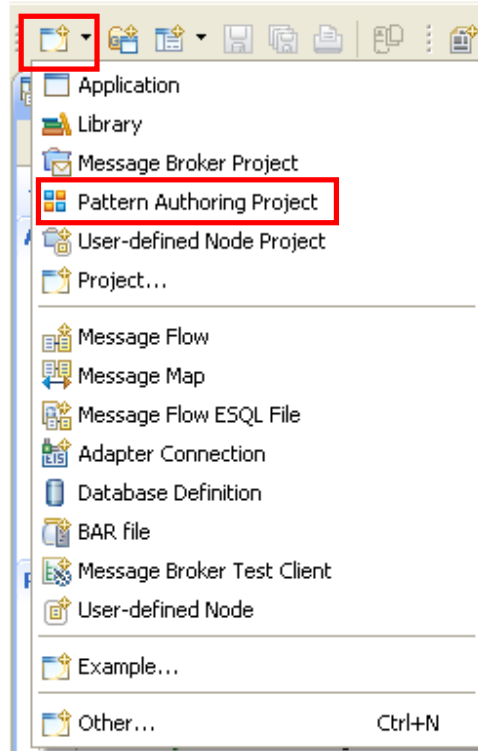 Application
Library
Message Broker Project
Pattern Authoring Project
User-defined Node Project
Project...
Message Flow
Message Map
Message Flow ESQL File
Adapter Connection
Database Definition
BAR file
Message Broker Test Client
User-defined Node
Example...
Other... Ctrl+N